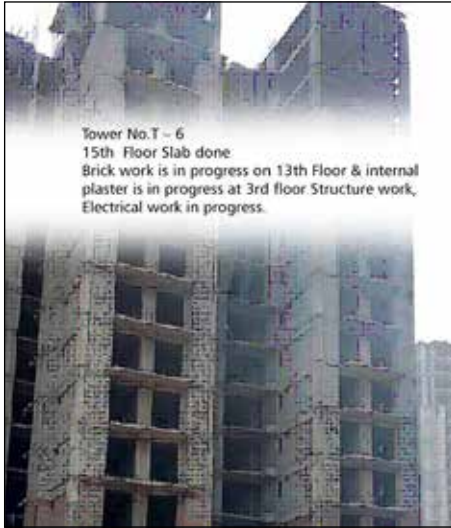 Tower No.T – 6
15th Floor Slab done
Brick work is in progress on 13th Floor & internal
plaster is in progress at 3rd floor Structure work,
Electrical work in progress.